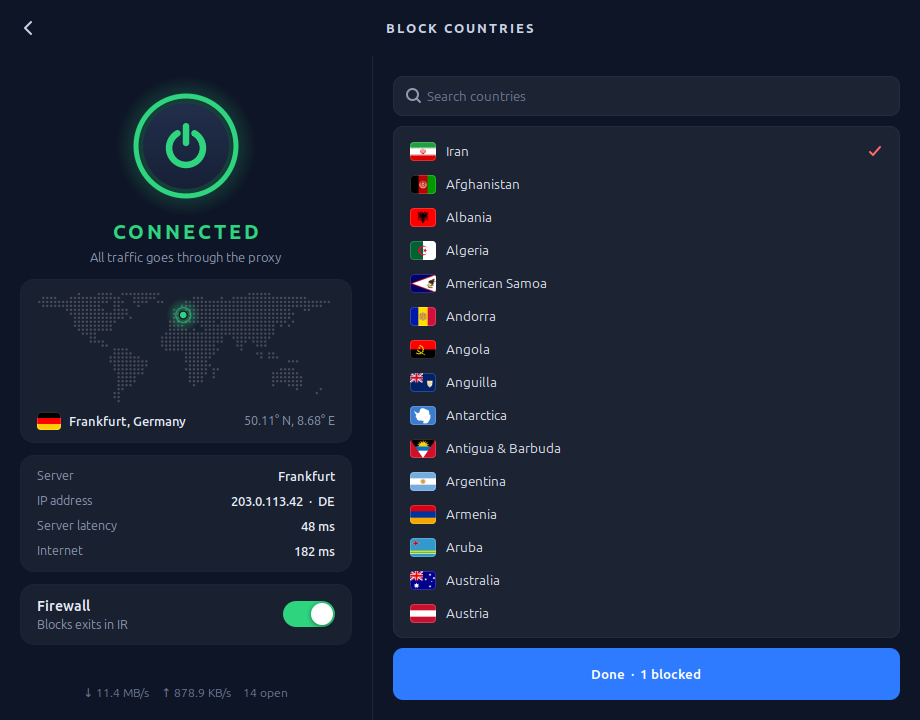 BLOCK COUNTRIES
CONNECTED
All traffic goes through the proxy
Frankfurt, Germany 50.11° N, 8.68° E
Server Frankfurt
IP address 203.0.113.42 · DE
Server latency 48 ms
Internet 182 ms
Firewall
Blocks exits in IR
↓ 11.4 MB/s ↑ 878.9 KB/s 14 open
Search countries
Iran
Afghanistan
Albania
Algeria
American Samoa
Andorra
Angola
Anguilla
Antarctica
Antigua & Barbuda
Argentina
Armenia
Aruba
Australia
Austria
Done · 1 blocked